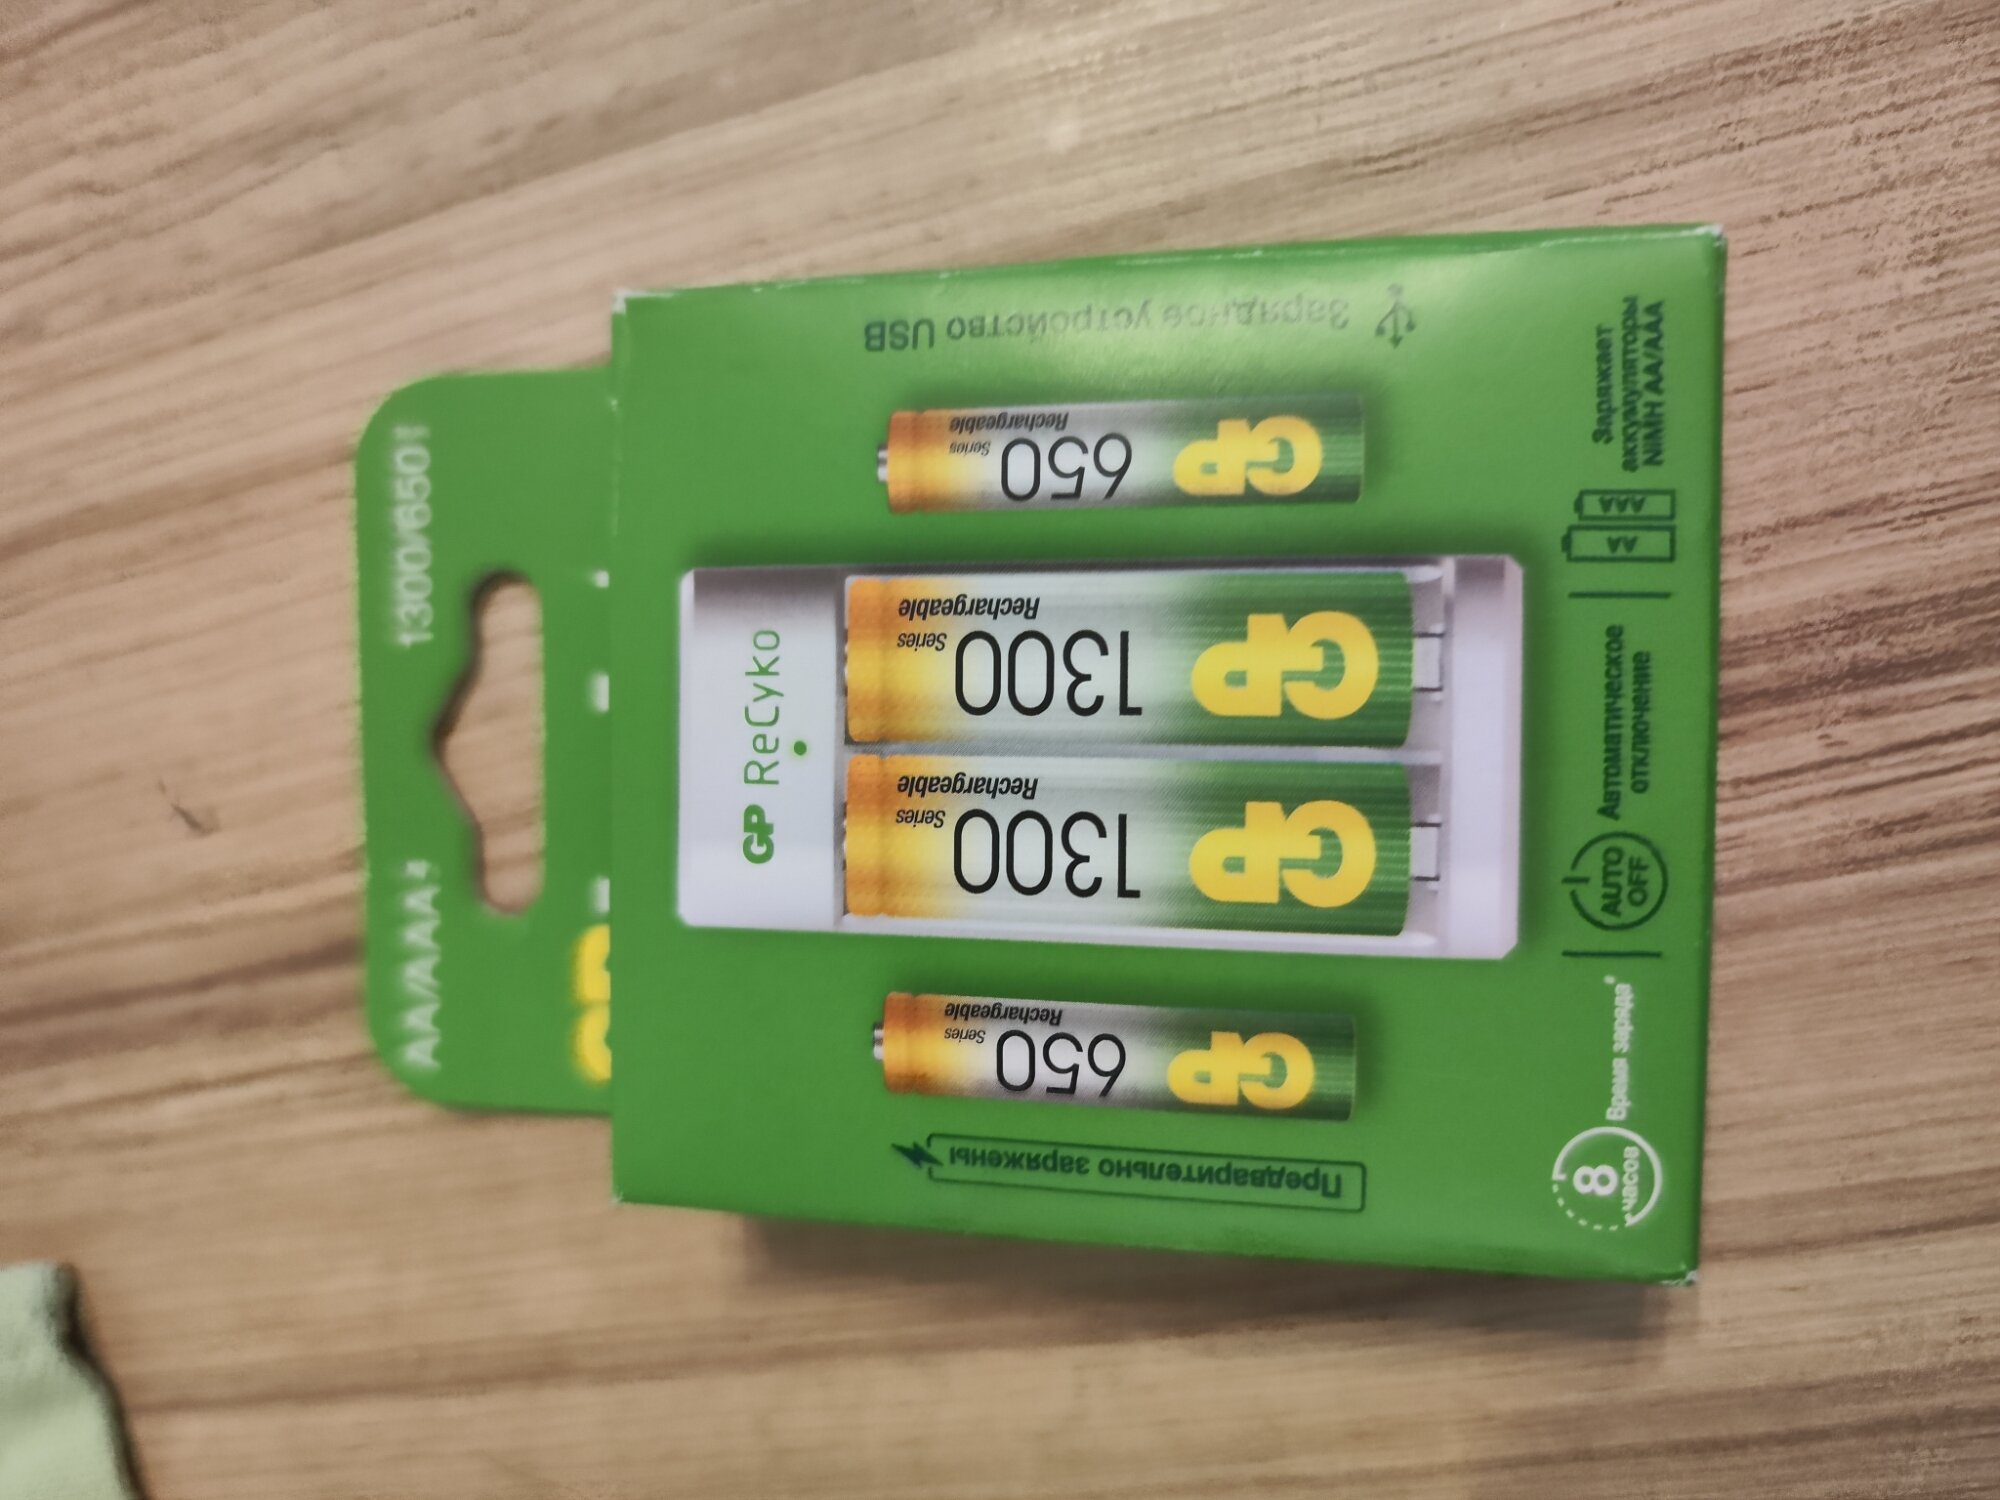 AA/AAA
1300/650
GP ReCyko
1300
Series
Rechargeable
GP
1300
Series
Rechargeable
GP
650
Series
Rechargeable
GP
650
Series
Rechargeable
GP
Предварительно заряжены
Зарядное устройство USB
8
часов
Время заряда*
AUTO
OFF
Автоматическое
отключение
Заряжает
аккумуляторы
NiMH AA/AAA